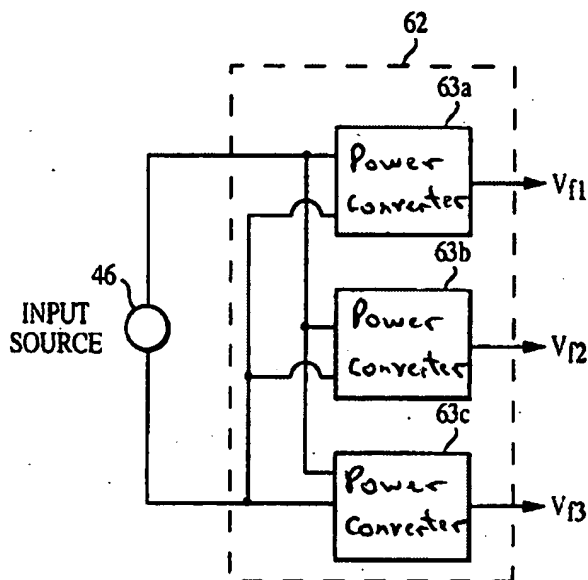 62
63a
Power
converter
Vf1
63b
46
INPUT
SOURCE
Power
converter
Vf2
63c
Power
converter
Vf3